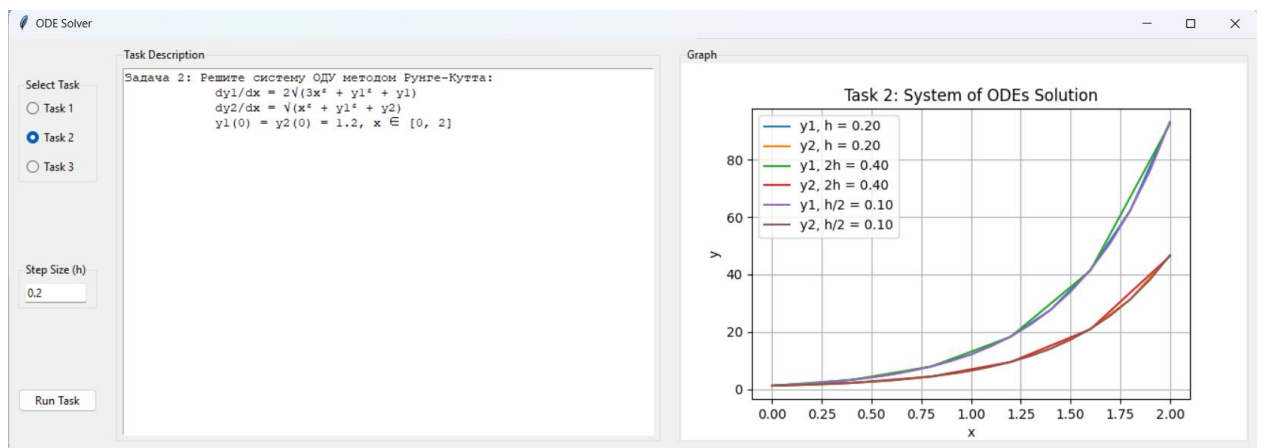 ODE Solver
Task Description
Graph
Select Task
Task 1
Task 2
Task 3
Step Size (h)
0.2
Run Task
Задача 2: Решите систему ОДУ методом Рунге-Кутта:
dy1/dx = 2√(3x² + y1² + y1)
dy2/dx = √(x² + y1² + y2)
y1(0) = y2(0) = 1.2, x ∈ [0, 2]
Task 2: System of ODEs Solution
y1, h = 0.20
y2, h = 0.20
y1, 2h = 0.40
y2, 2h = 0.40
y1, h/2 = 0.10
y2, h/2 = 0.10
y
80
60
40
20
0
0.00 0.25 0.50 0.75 1.00 1.25 1.50 1.75 2.00
x